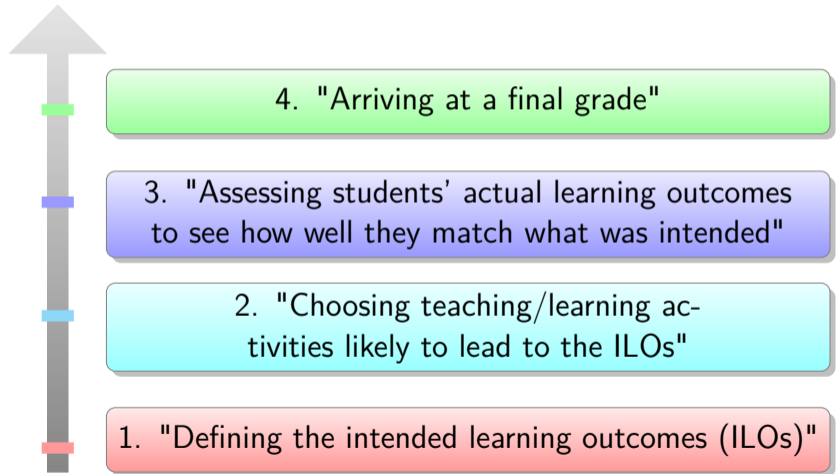 4. "Arriving at a final grade"
3. "Assessing students' actual learning outcomes
to see how well they match what was intended"
2. "Choosing teaching/learning ac-
tivities likely to lead to the ILOs"
1. "Defining the intended learning outcomes (ILOs)"